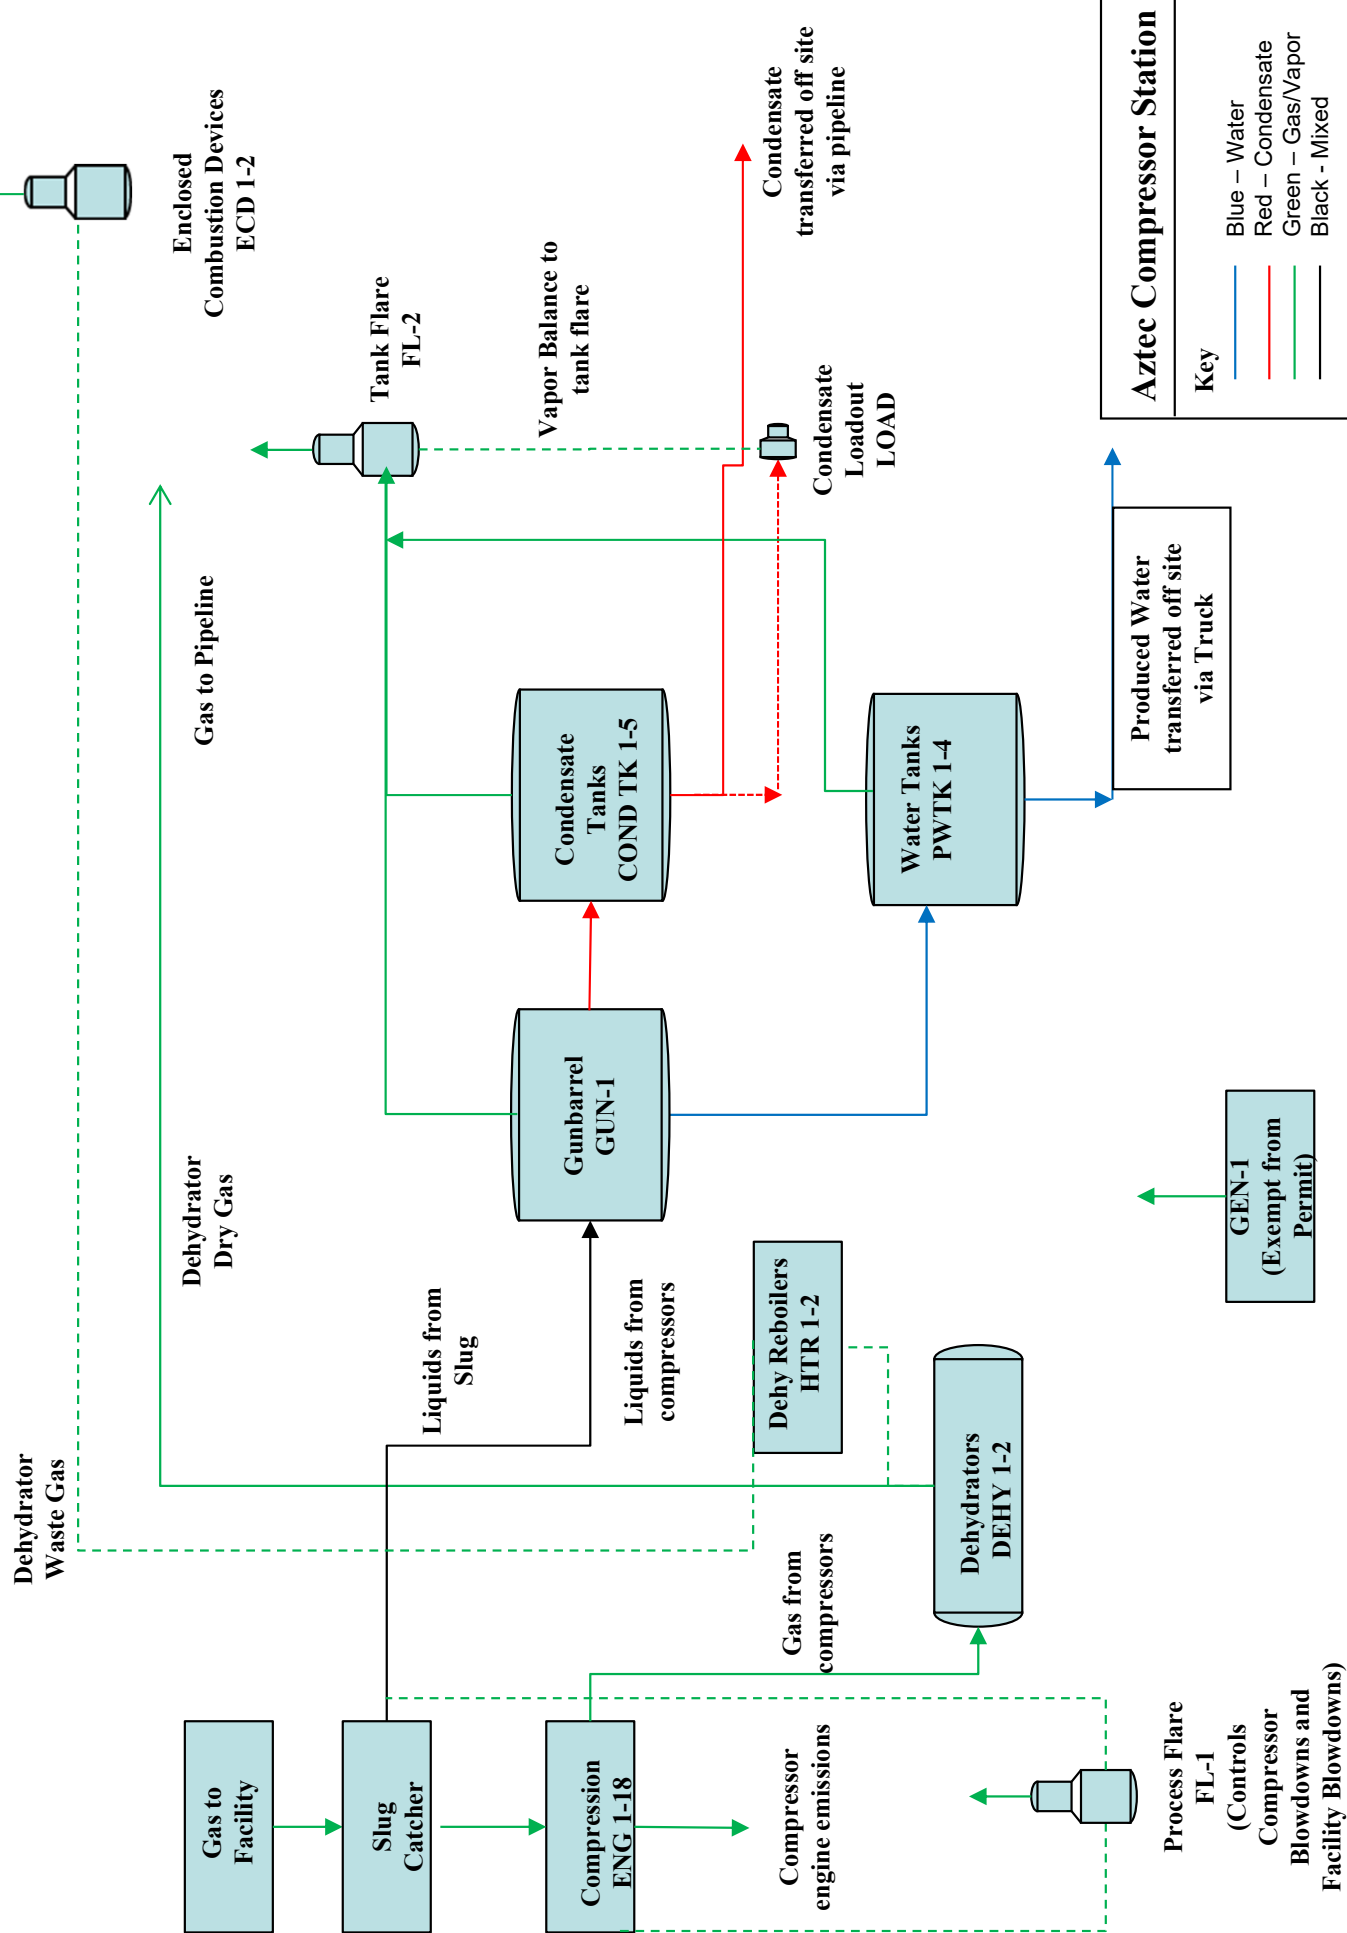 Dehydrator
Waste Gas
Enclosed
Combustion Devices
ECD 1-2
Dehydrator
Dry Gas
Gas to Pipeline
Tank Flare
FL-2
Vapor Balance to
tank flare
Condensate
transferred off site
via pipeline
Gas to
Facility
Slug
Catcher
Compression
ENG 1-18
Liquids from
Slug
Liquids from
compressors
Gunbarrel
GUN-1
Condensate
Tanks
COND TK 1-5
Condensate
Loadout
LOAD
Compressor
engine emissions
Gas from
compressors
Dehy Reboilers
HTR 1-2
Dehydrators
DEHY 1-2
Water Tanks
PWTK 1-4
Produced Water
transferred off site
via Truck
Process Flare
FL-1
(Controls
Compressor
Blowdowns and
Facility Blowdowns)
GEN-1
(Exempt from
Permit)
Aztec Compressor Station
Key
Blue – Water
Red – Condensate
Green – Gas/Vapor
Black - Mixed